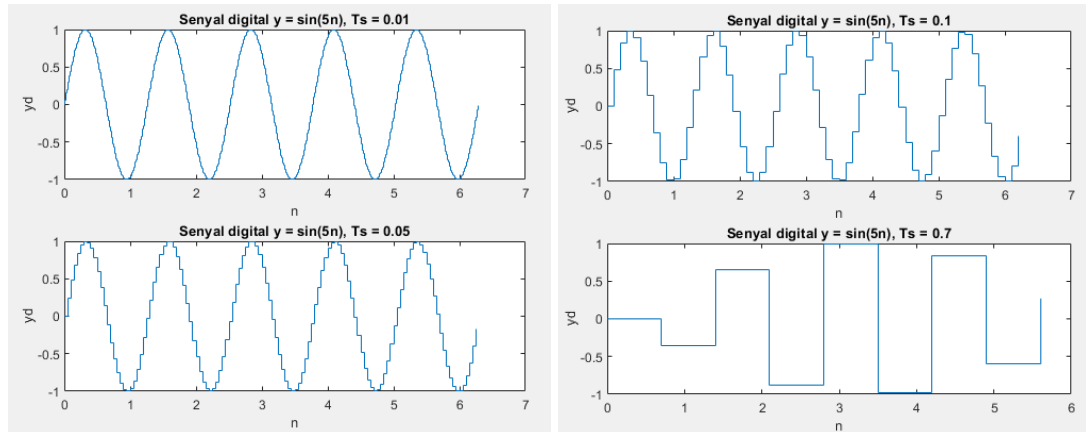 Senyal digital y = sin(5n), Ts = 0.01
1
0.5
0
-0.5
-1
yd
0 1 2 3 4 5 6 7
n
Senyal digital y = sin(5n), Ts = 0.05
1
0.5
0
-0.5
-1
yd
0 1 2 3 4 5 6 7
n
Senyal digital y = sin(5n), Ts = 0.1
1
0.5
0
-0.5
-1
yd
0 1 2 3 4 5 6 7
n
Senyal digital y = sin(5n), Ts = 0.7
1
0.5
0
-0.5
-1
yd
0 1 2 3 4 5 6
n